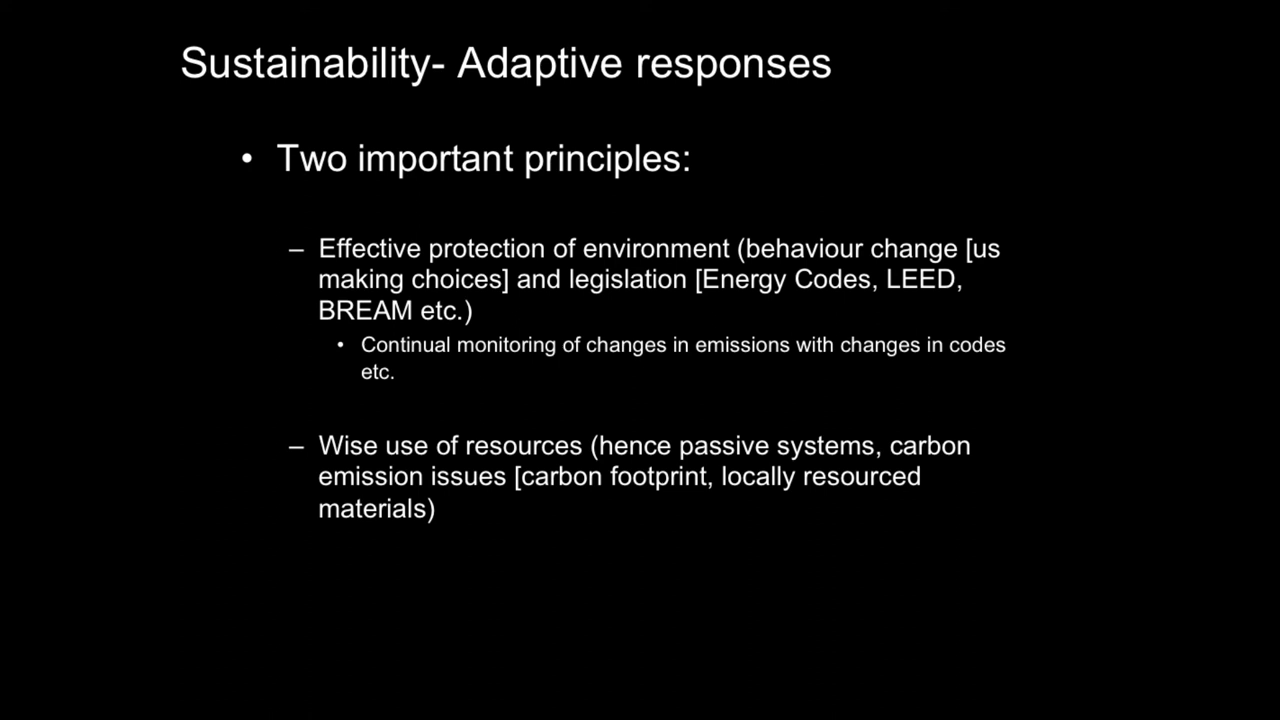 Sustainability- Adaptive responses
• Two important principles:
– Effective protection of environment (behaviour change [us
making choices] and legislation [Energy Codes, LEED,
BREAM etc.)
• Continual monitoring of changes in emissions with changes in codes
etc.
– Wise use of resources (hence passive systems, carbon
emission issues [carbon footprint, locally resourced
materials)